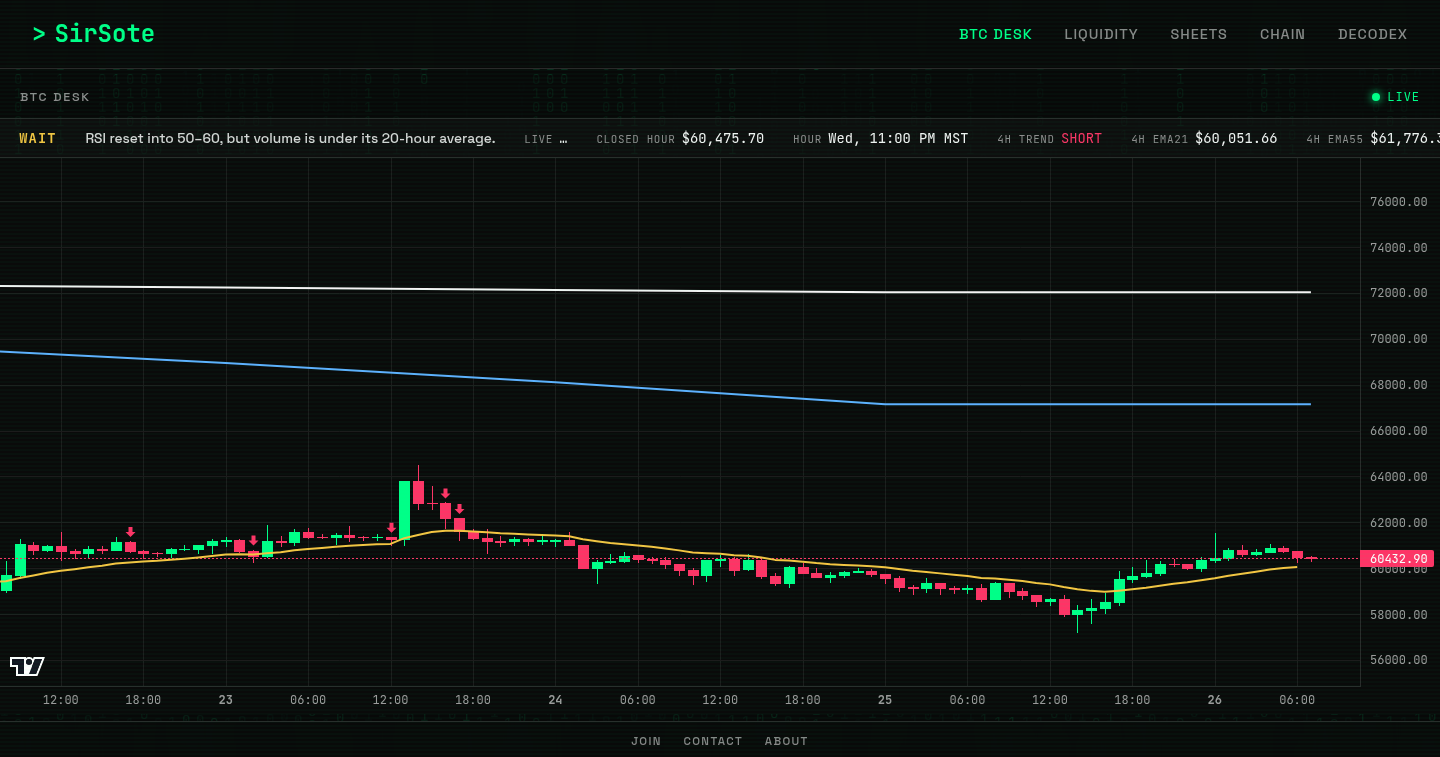 > SirSote
BTC DESK LIQUIDITY SHEETS CHAIN DECODEX
BTC DESK LIVE
WAIT RSI reset into 50–60, but volume is under its 20-hour average. LIVE … CLOSED HOUR $60,475.70 HOUR Wed, 11:00 PM MST 4H TREND SHORT 4H EMA21 $60,051.66 4H EMA55 $61,776.3
76000.00
74000.00
72000.00
70000.00
68000.00
66000.00
64000.00
62000.00
60432.90
60000.00
58000.00
56000.00
12:00 18:00 23 06:00 12:00 18:00 24 06:00 12:00 18:00 25 06:00 12:00 18:00 26 06:00
JOIN CONTACT ABOUT